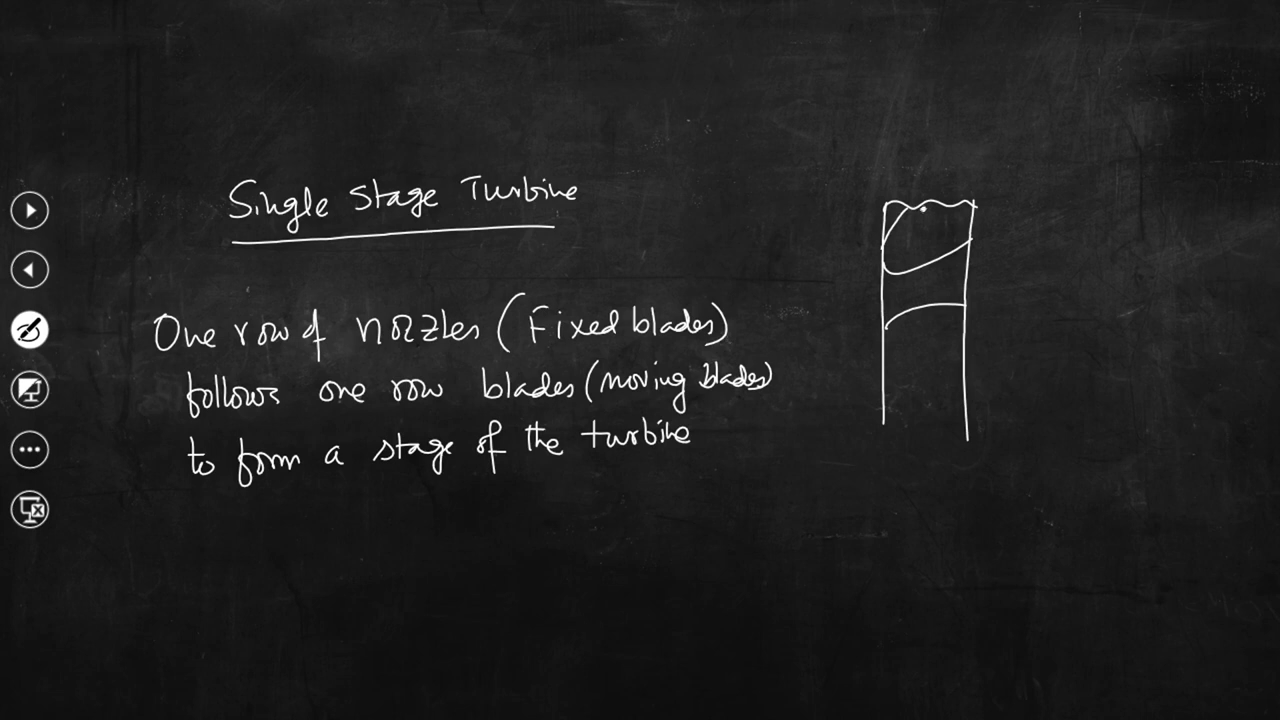 Single Stage Turbine
One row of nozzles (Fixed blades)
follows one row blades (moving blades)
to form a stage of the turbine